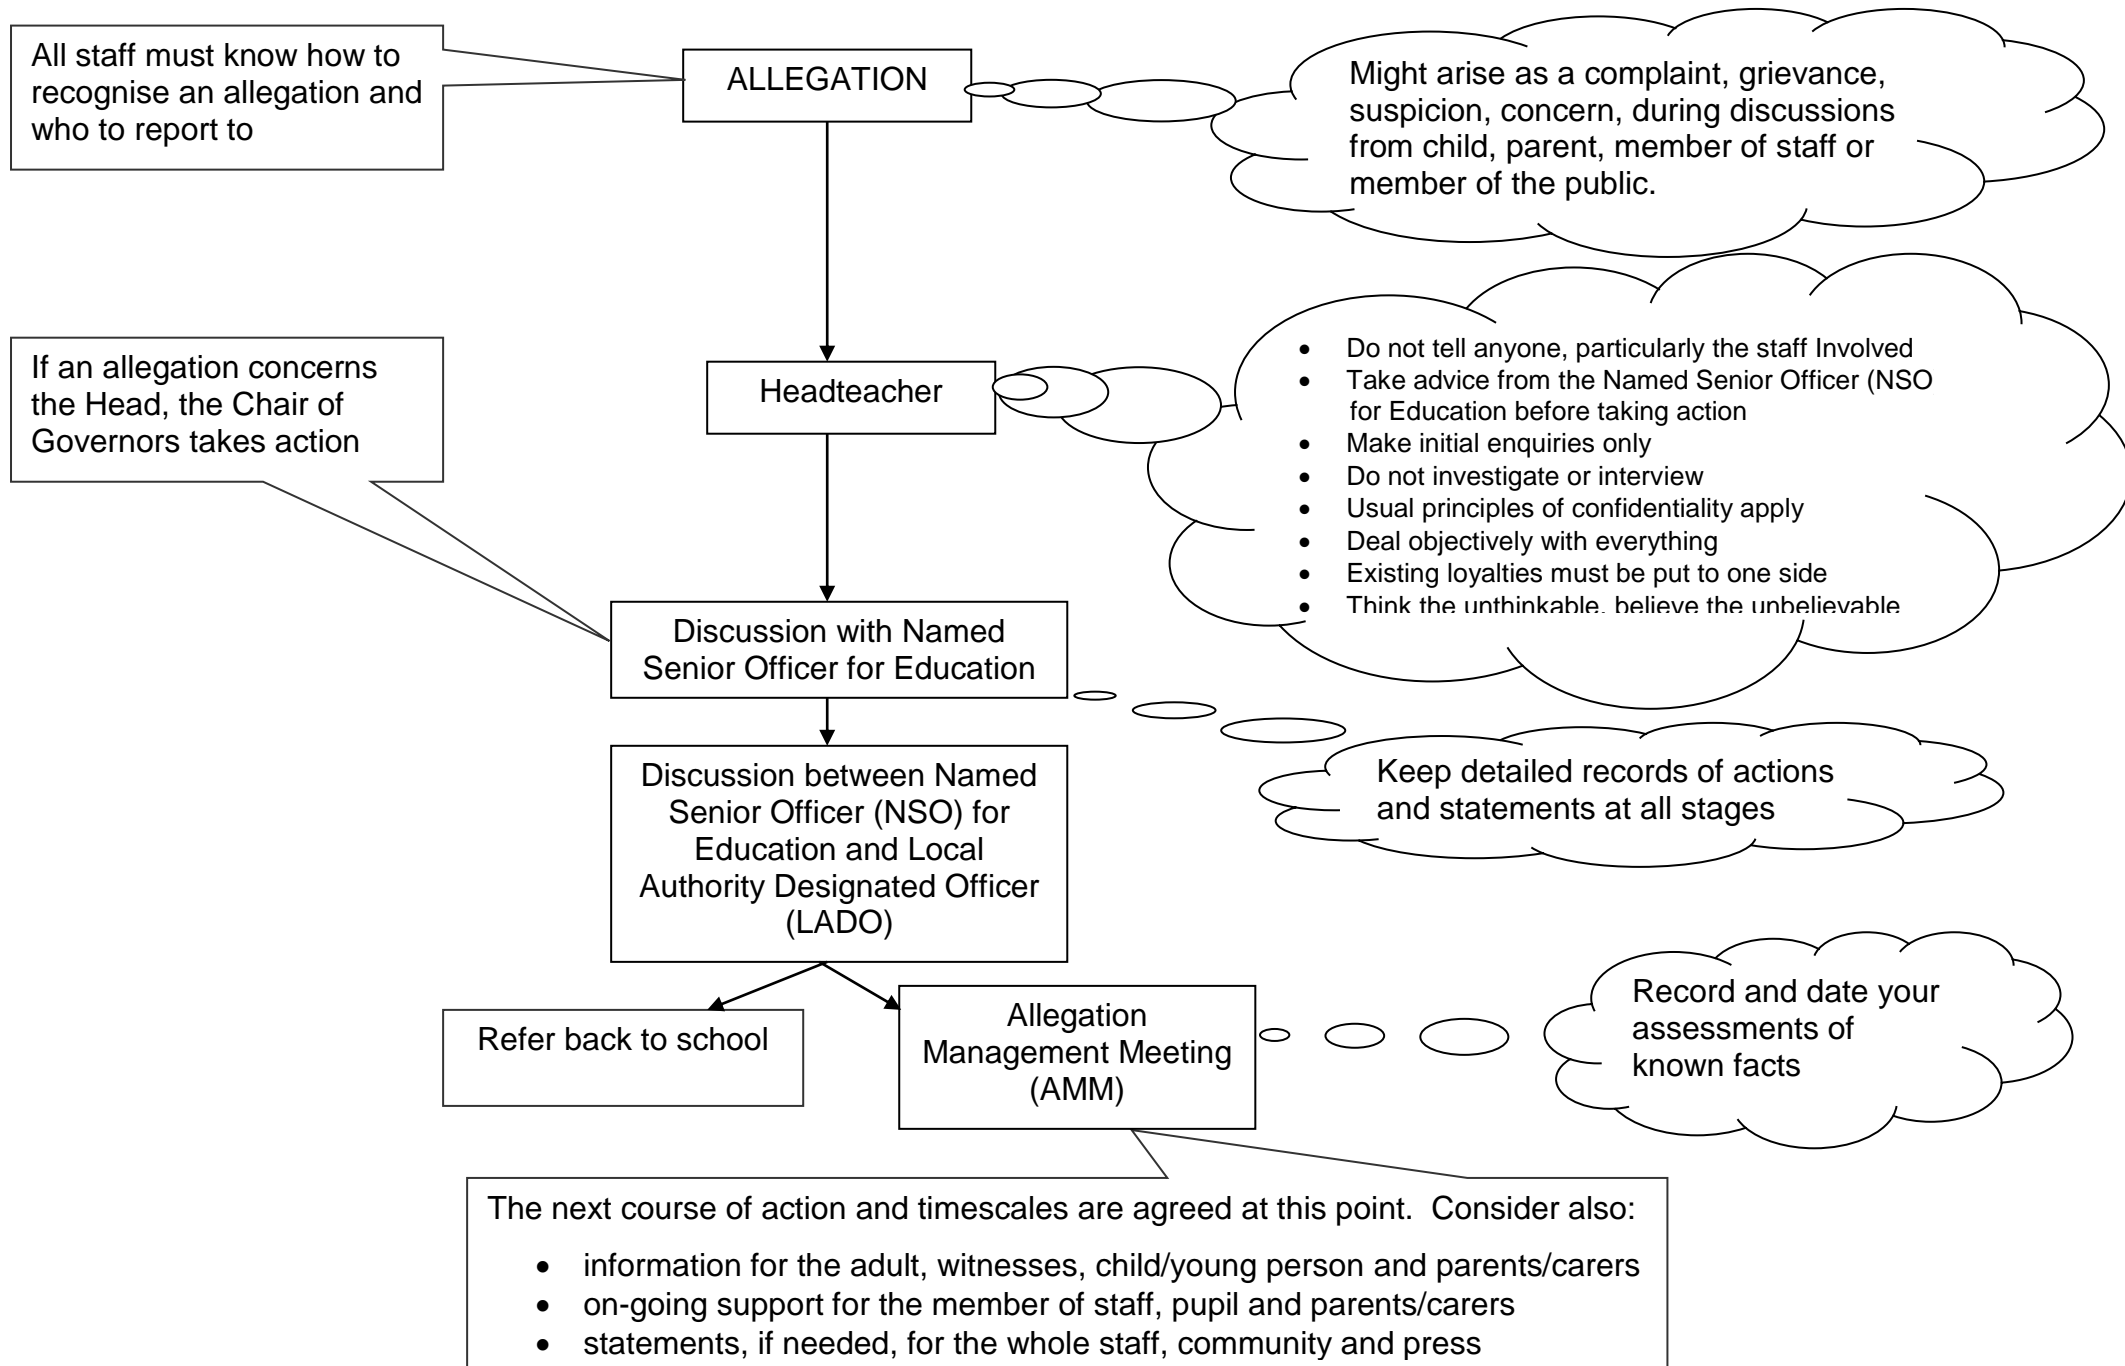 All staff must know how to
recognise an allegation and
who to report to
ALLEGATION
Might arise as a complaint, grievance,
suspicion, concern, during discussions
from child, parent, member of staff or
member of the public.
If an allegation concerns
the Head, the Chair of
Governors takes action
Headteacher
• Do not tell anyone, particularly the staff Involved
• Take advice from the Named Senior Officer (NSO
for Education before taking action
• Make initial enquiries only
• Do not investigate or interview
• Usual principles of confidentiality apply
• Deal objectively with everything
• Existing loyalties must be put to one side
• Think the unthinkable, believe the unbelievable
Discussion with Named
Senior Officer for Education
Keep detailed records of actions
and statements at all stages
Discussion between Named
Senior Officer (NSO) for
Education and Local
Authority Designated Officer
(LADO)
Refer back to school
Allegation
Management Meeting
(AMM)
Record and date your
assessments of
known facts
The next course of action and timescales are agreed at this point.  Consider also:
• information for the adult, witnesses, child/young person and parents/carers
• on-going support for the member of staff, pupil and parents/carers
• statements, if needed, for the whole staff, community and press